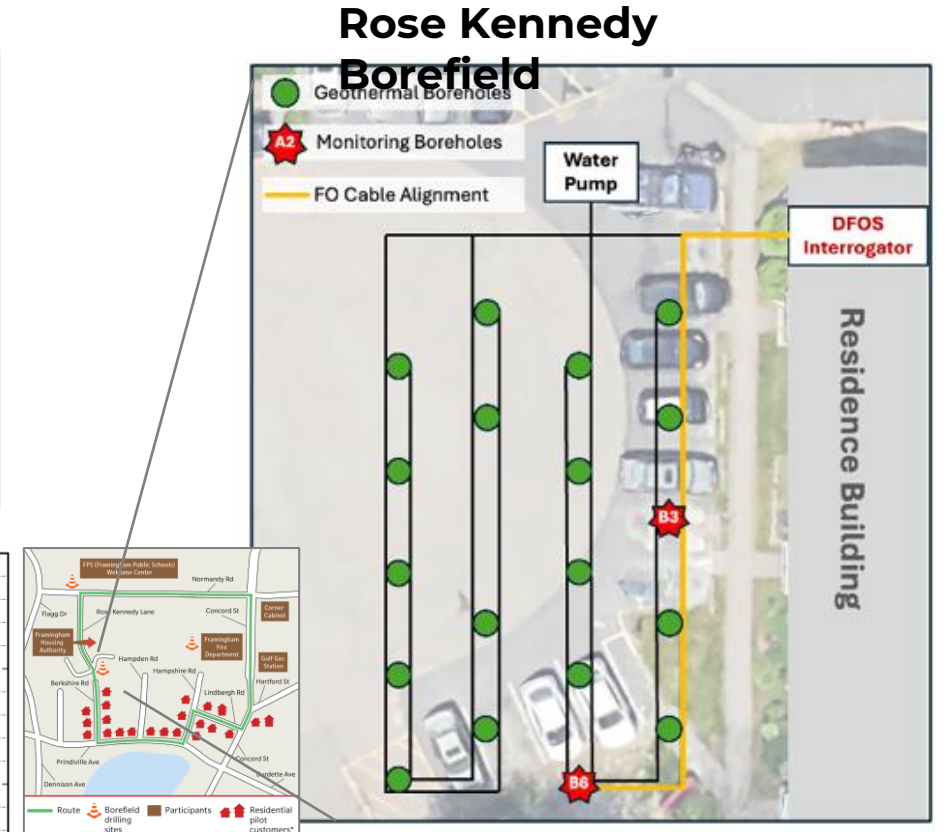 Rose Kennedy
Borefield
Geothermal Boreholes
A2
Monitoring Boreholes
FO Cable Alignment
Water
Pump
DFOS
Interrogator
Residence Building
B3
B6
FPS (Framingham Public Schools)
Welcome Center
Normandy Rd
Flagg Dr
Rose Kennedy Lane
Concord St
Corner
Cabinet
Framingham
Housing
Authority
Framingham
Fire
Department
Hampden Rd
Hampshire Rd
Gulf Gas
Station
Berkshire Rd
Lindbergh Rd
Hartford St
Prindiville Ave
Concord St
Burdette Ave
Dennison Ave
Route
Borefield
drilling
sites
Participants
Residential
pilot
customers*